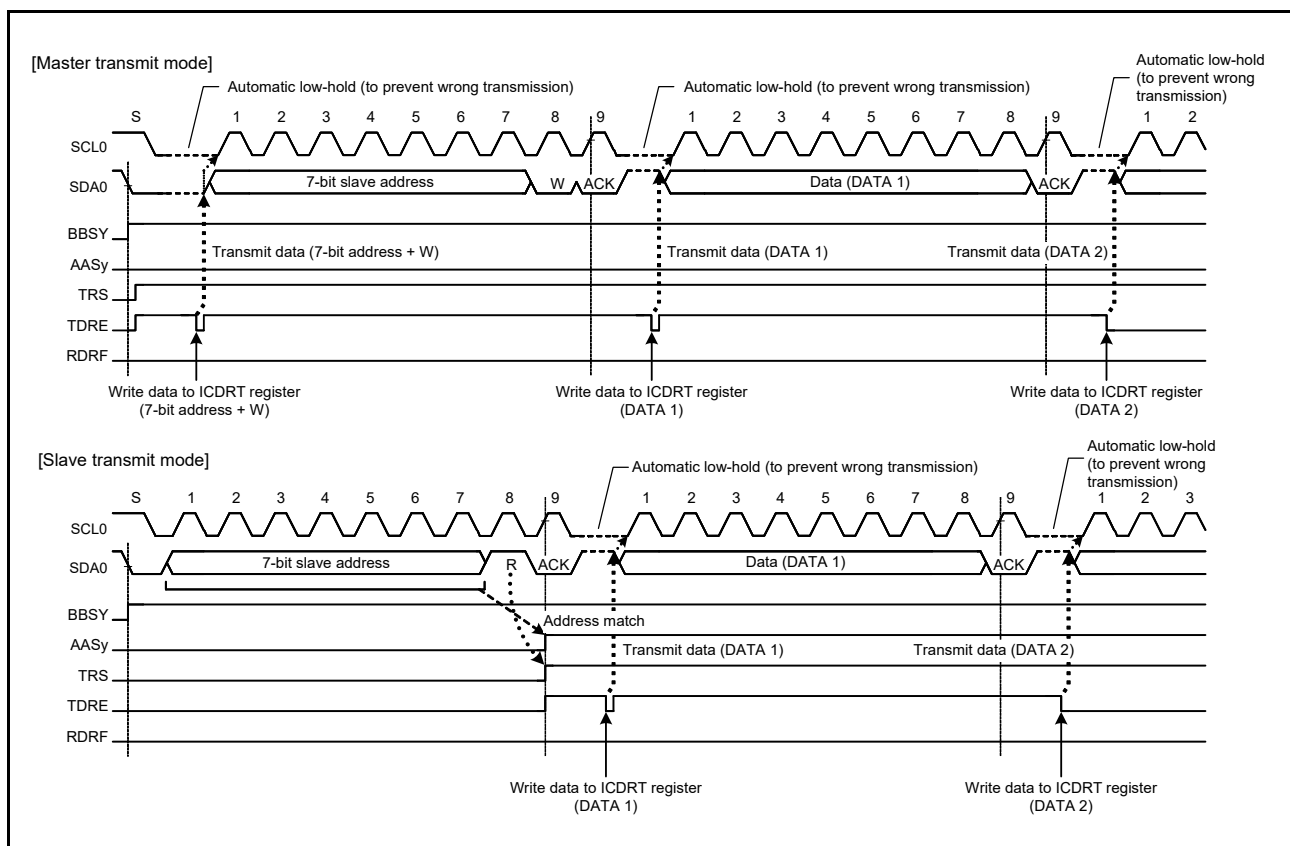 [Master transmit mode]
Automatic low-hold (to prevent wrong transmission)
Automatic low-hold (to prevent wrong transmission)
Automatic low-hold
(to prevent wrong
transmission)
S 1 2 3 4 5 6 7 8 9 1 2 3 4 5 6 7 8 9 1 2
SCL0
SDA0 7-bit slave address W ACK Data (DATA 1) ACK
BBSY
Transmit data (7-bit address + W) Transmit data (DATA 1) Transmit data (DATA 2)
AASy
TRS
TDRE
RDRF
Write data to ICDRT register
(7-bit address + W)
Write data to ICDRT register
(DATA 1)
Write data to ICDRT register
(DATA 2)
[Slave transmit mode]
Automatic low-hold (to prevent wrong transmission)
Automatic low-hold
(to prevent wrong
transmission)
S 1 2 3 4 5 6 7 8 9 1 2 3 4 5 6 7 8 9 1 2 3
SCL0
SDA0 7-bit slave address R ACK Data (DATA 1) ACK
BBSY
Address match
AASy
Transmit data (DATA 1) Transmit data (DATA 2)
TRS
TDRE
RDRF
Write data to ICDRT register
(DATA 1)
Write data to ICDRT register
(DATA 2)